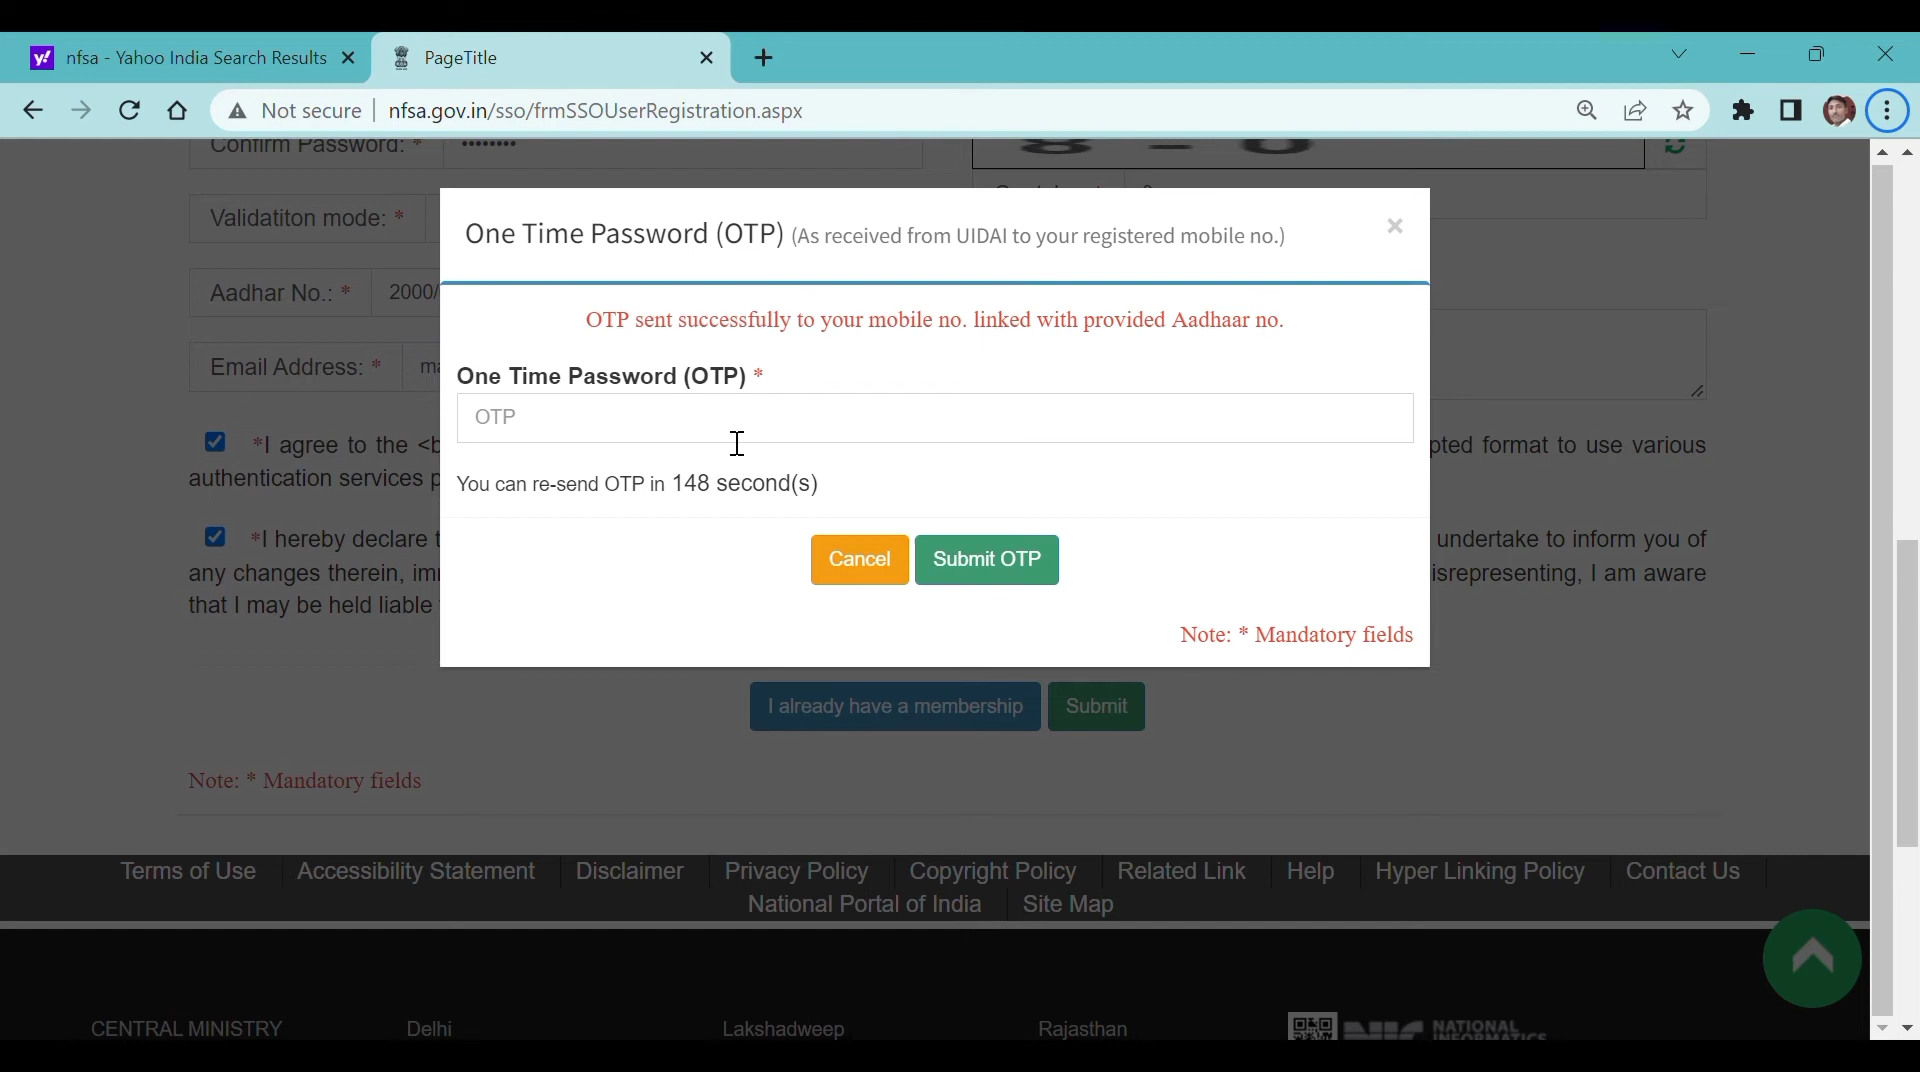 nfsa - Yahoo India Search Results
PageTitle
Not secure
nfsa.gov.in/sso/frmSSOUserRegistration.aspx
Confirm Password: * ••••••••
Validatiton mode: *
One Time Password (OTP) (As received from UIDAI to your registered mobile no.)
Aadhar No.: * 2000/
OTP sent successfully to your mobile no. linked with provided Aadhaar no.
Email Address: * ma
One Time Password (OTP) *
OTP
*I agree to the <b
pted format to use various
authentication services p
You can re-send OTP in 148 second(s)
*I hereby declare t
undertake to inform you of
any changes therein, im
isrepresenting, I am aware
that I may be held liable
Cancel
Submit OTP
Note: * Mandatory fields
I already have a membership
Submit
Note: * Mandatory fields
Terms of Use
Accessibility Statement
Disclaimer
Privacy Policy
Copyright Policy
Related Link
Help
Hyper Linking Policy
Contact Us
National Portal of India
Site Map
CENTRAL MINISTRY
Delhi
Lakshadweep
Rajasthan
NATIONAL
INFORMATICS